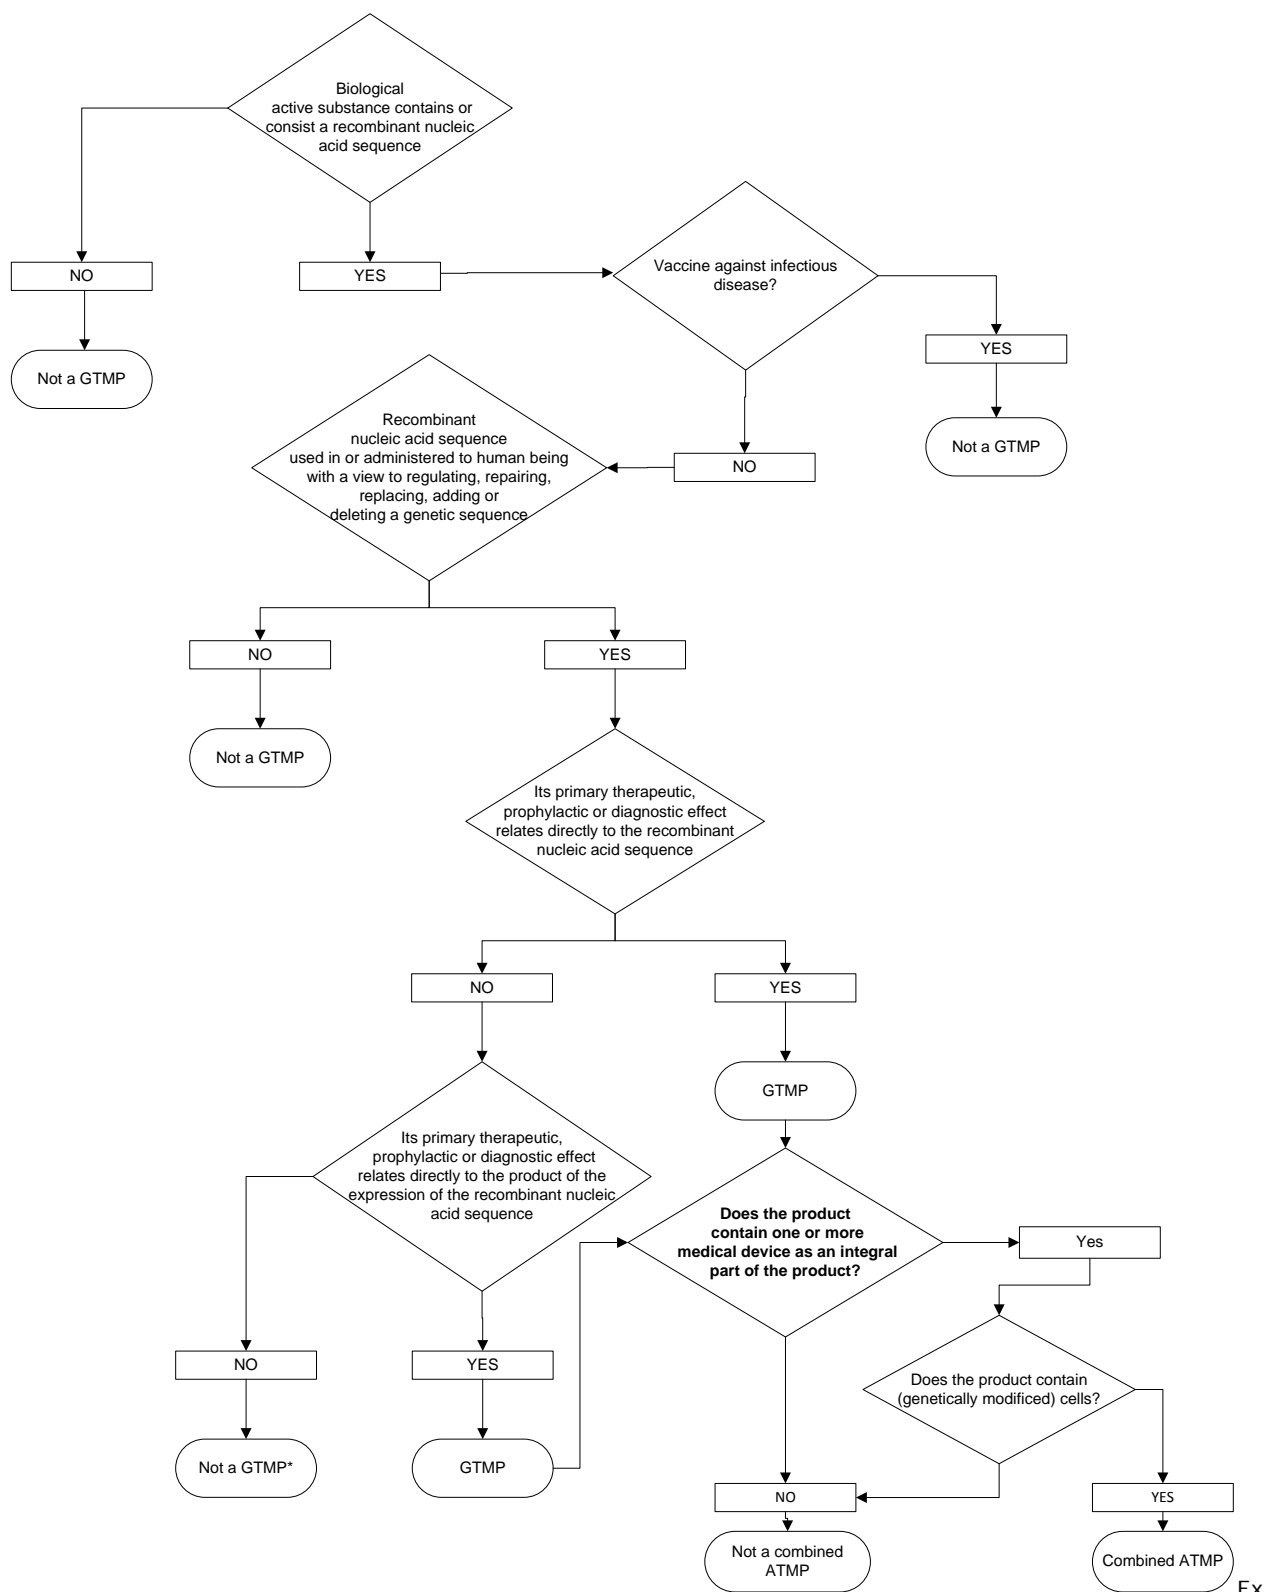 Biological
active substance contains or
consist a recombinant nucleic
acid sequence
NO
YES
Vaccine against infectious
disease?
YES
Not a GTMP
Not a GTMP
Recombinant
nucleic acid sequence
used in or administered to human being
with a view to regulating, repairing,
replacing, adding or
deleting a genetic sequence
NO
NO
YES
Not a GTMP
Its primary therapeutic,
prophylactic or diagnostic effect
relates directly to the recombinant
nucleic acid sequence
NO
YES
GTMP
Its primary therapeutic,
prophylactic or diagnostic effect
relates directly to the product of the
expression of the recombinant nucleic
acid sequence
Does the product
contain one or more
medical device as an integral
part of the product?
Yes
NO
YES
Does the product contain
(genetically modificed) cells?
Not a GTMP*
GTMP
NO
YES
Not a combined
ATMP
Combined ATMP
Ex